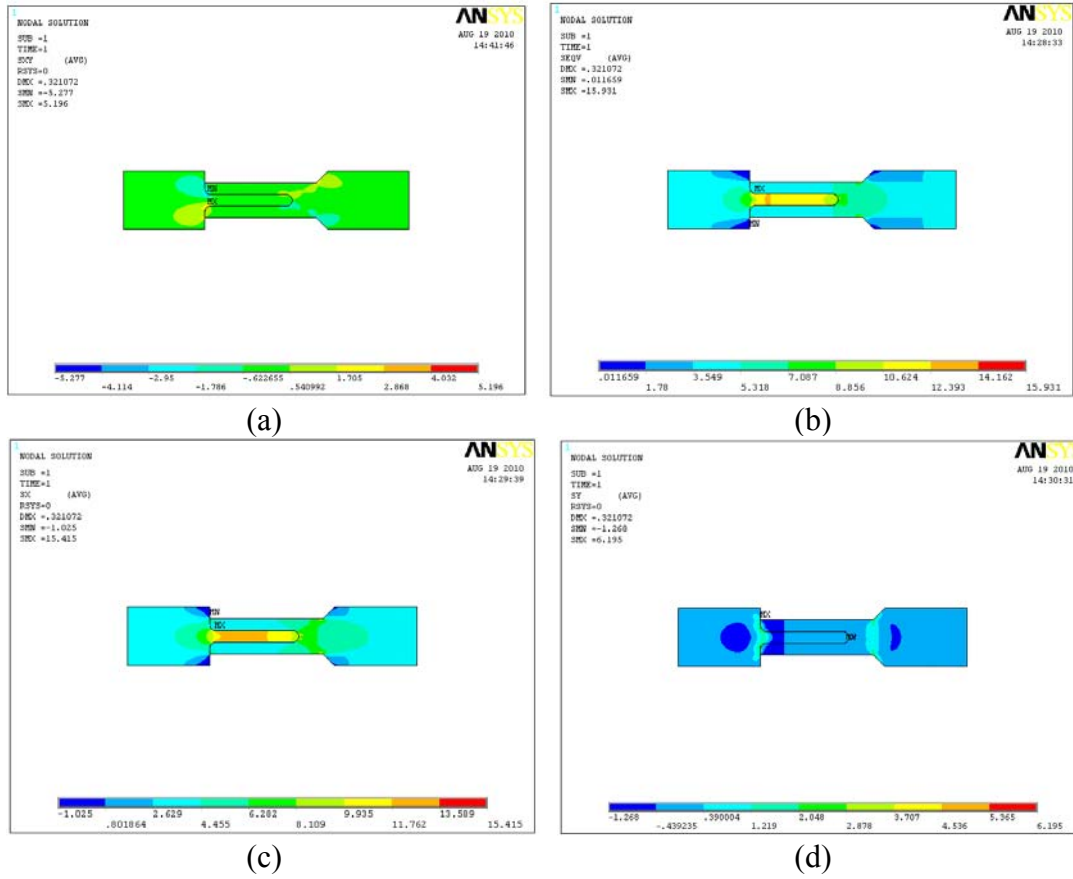 1
NODAL SOLUTION
SUB =1
TIME=1
SXY (AVG)
RSYS=0
DMX =.321072
SMN =-5.277
SMX =5.196
ANSYS
AUG 19 2010
14:41:46
MN
MX
-5.277 -2.95 -.622655 1.705 4.032
-4.114 -1.786 .540992 2.868 5.196
(a)
1
NODAL SOLUTION
SUB =1
TIME=1
SEQV (AVG)
DMX =.321072
SMN =.011659
SMX =15.931
ANSYS
AUG 19 2010
14:28:33
MX
MN
.011659 3.549 7.087 10.624 14.162
1.78 5.318 8.856 12.393 15.931
(b)
1
NODAL SOLUTION
SUB =1
TIME=1
SX (AVG)
RSYS=0
DMX =.321072
SMN =-1.025
SMX =15.415
ANSYS
AUG 19 2010
14:29:39
MN
MX
-1.025 2.629 6.282 9.935 13.589
.801864 4.455 8.109 11.762 15.415
(c)
1
NODAL SOLUTION
SUB =1
TIME=1
SY (AVG)
RSYS=0
DMX =.321072
SMN =-1.268
SMX =6.195
ANSYS
AUG 19 2010
14:30:31
MX
MN
-1.268 .390004 2.048 3.707 5.365
-.439235 1.219 2.878 4.536 6.195
(d)